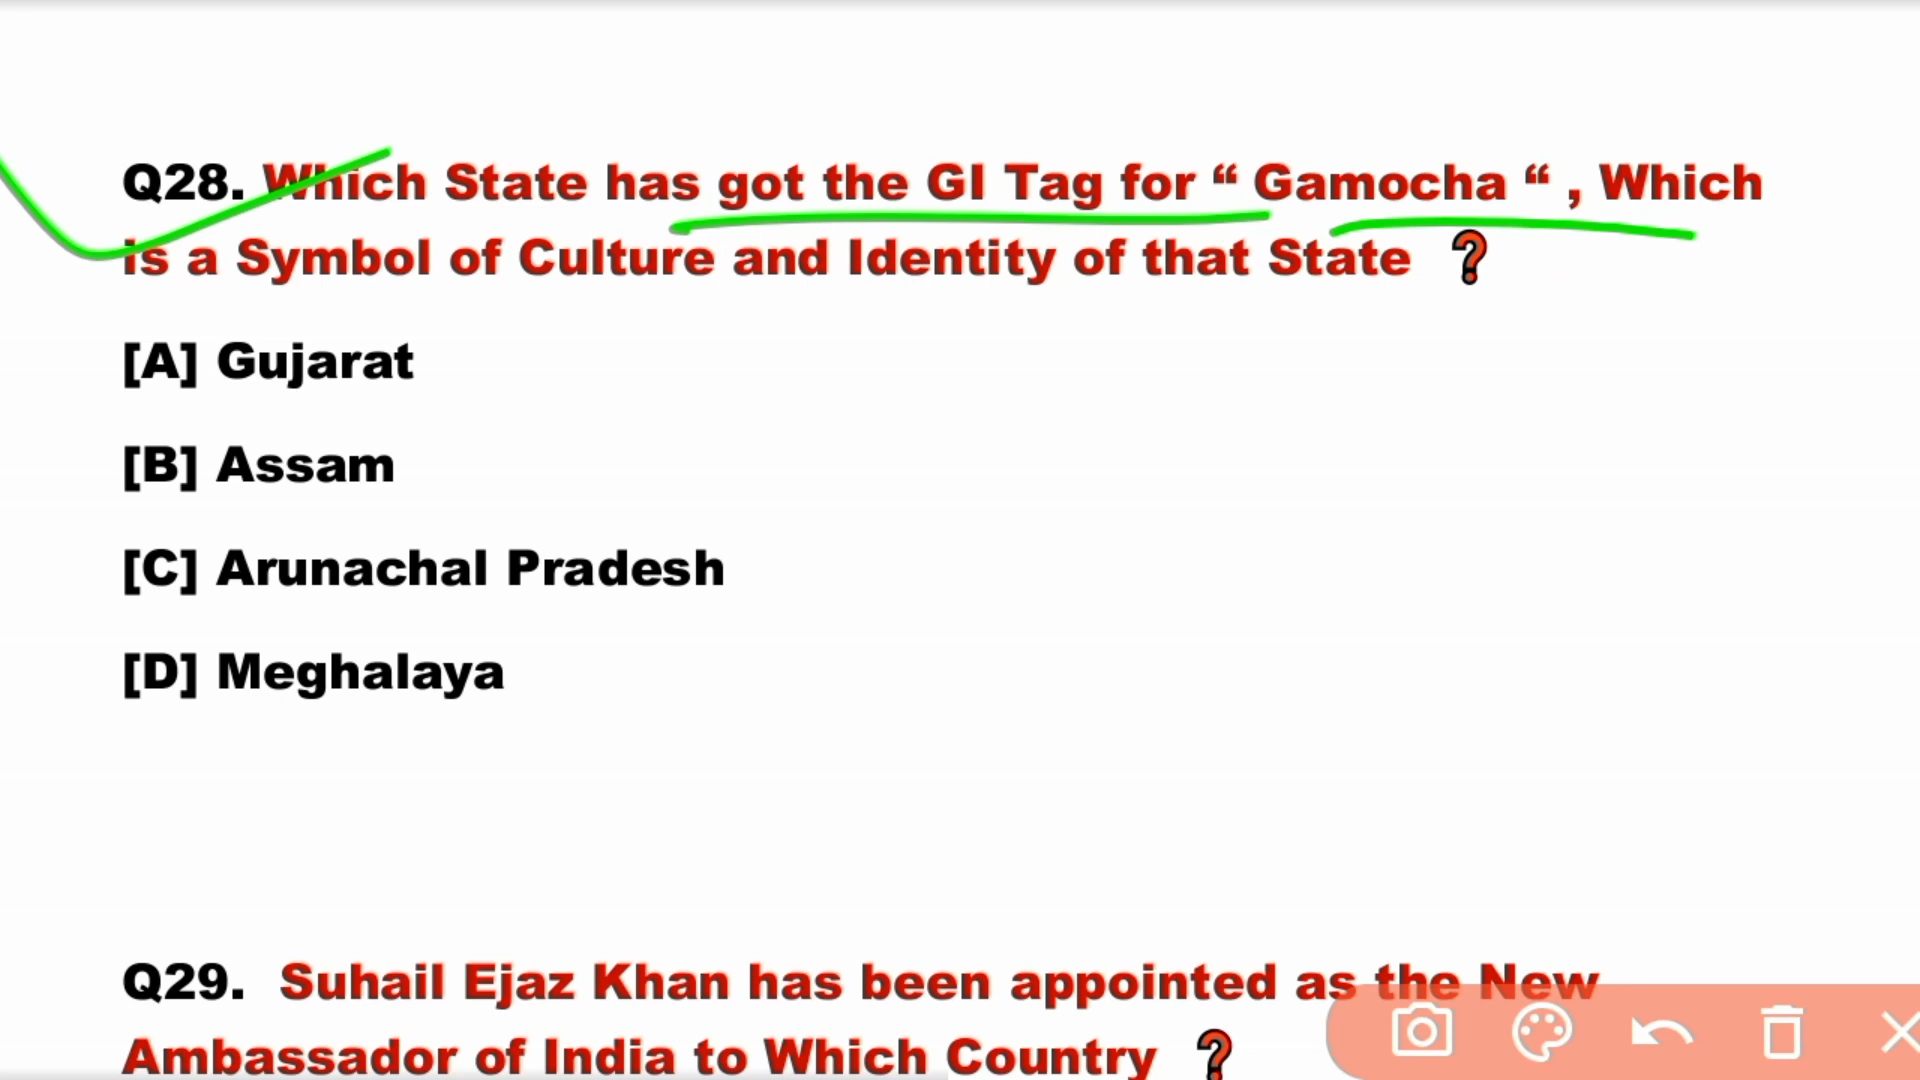 Q28. Which State has got the GI Tag for “ Gamocha “ , Which
is a Symbol of Culture and Identity of that State ❓
[A] Gujarat
[B] Assam
[C] Arunachal Pradesh
[D] Meghalaya
Q29. Suhail Ejaz Khan has been appointed as the New
Ambassador of India to Which Country ❓